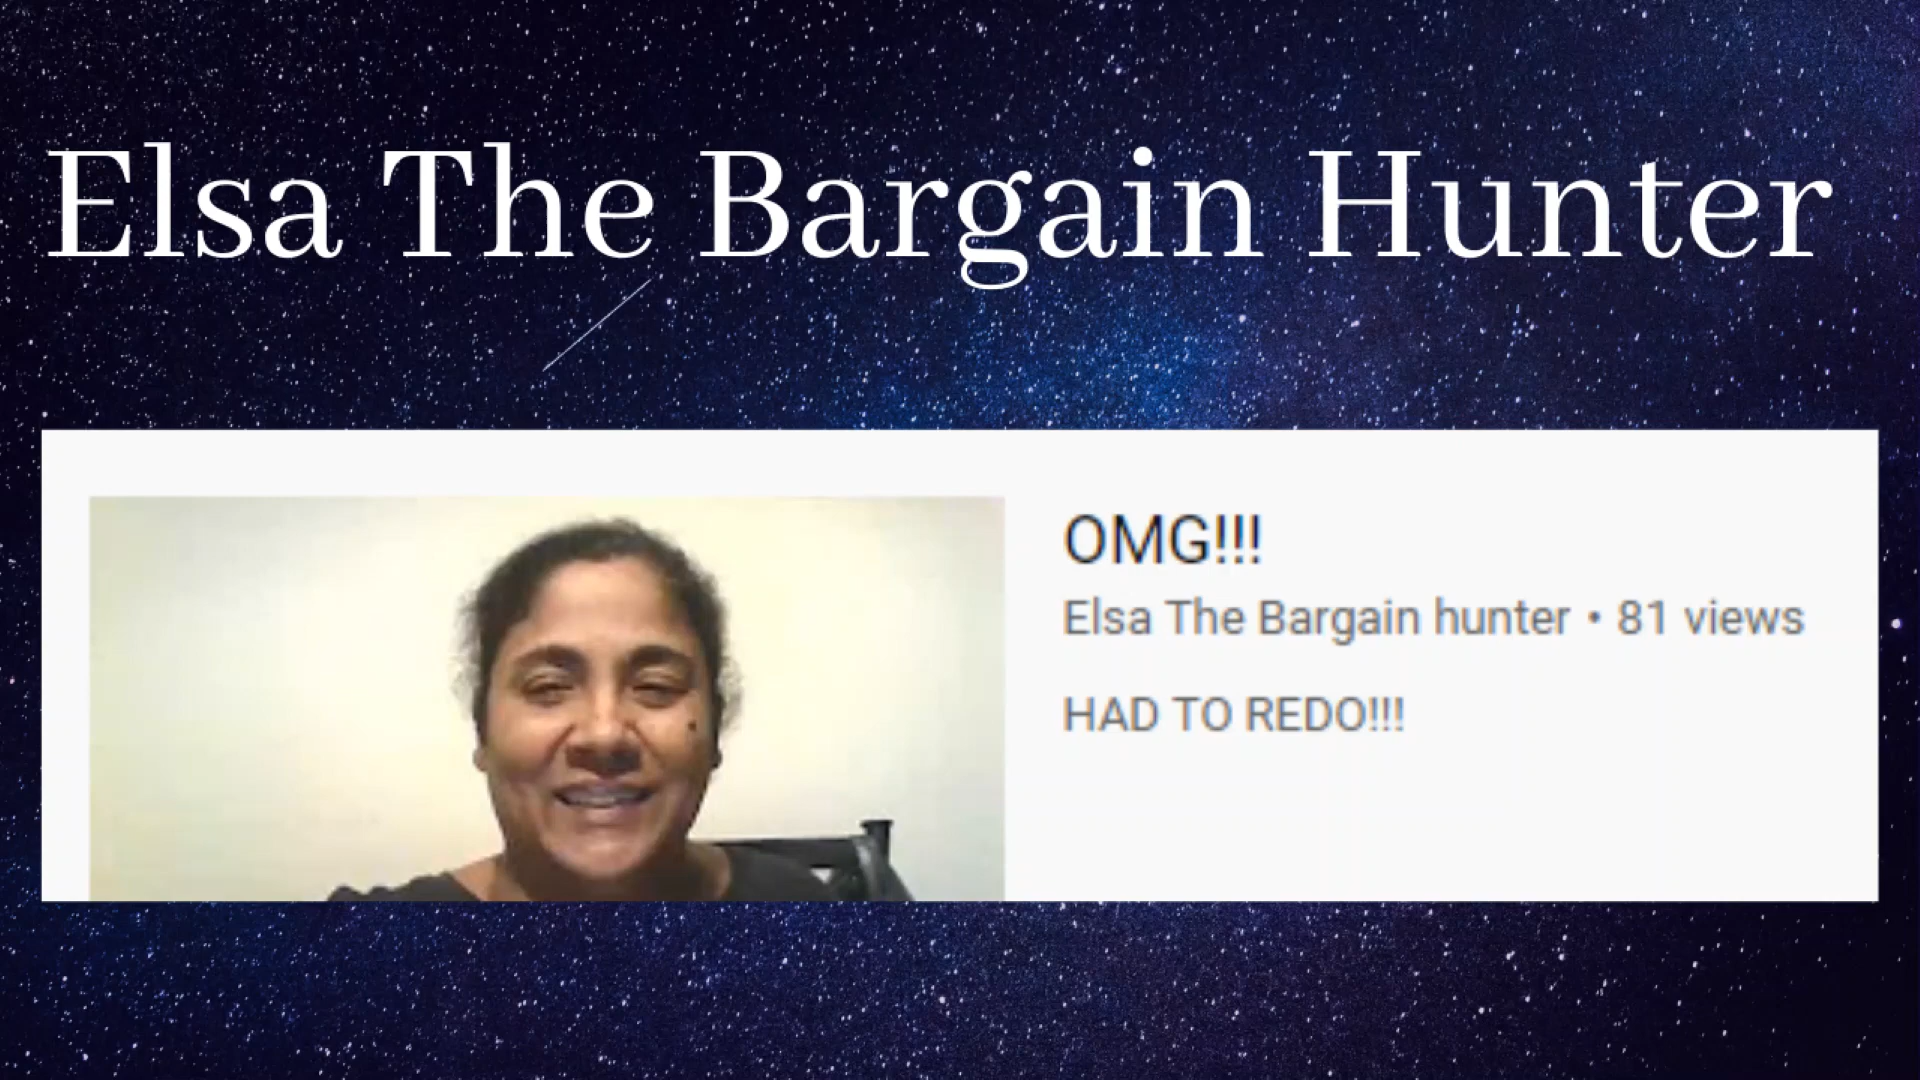 Elsa The Bargain Hunter
OMG!!!
Elsa The Bargain hunter • 81 views
HAD TO REDO!!!